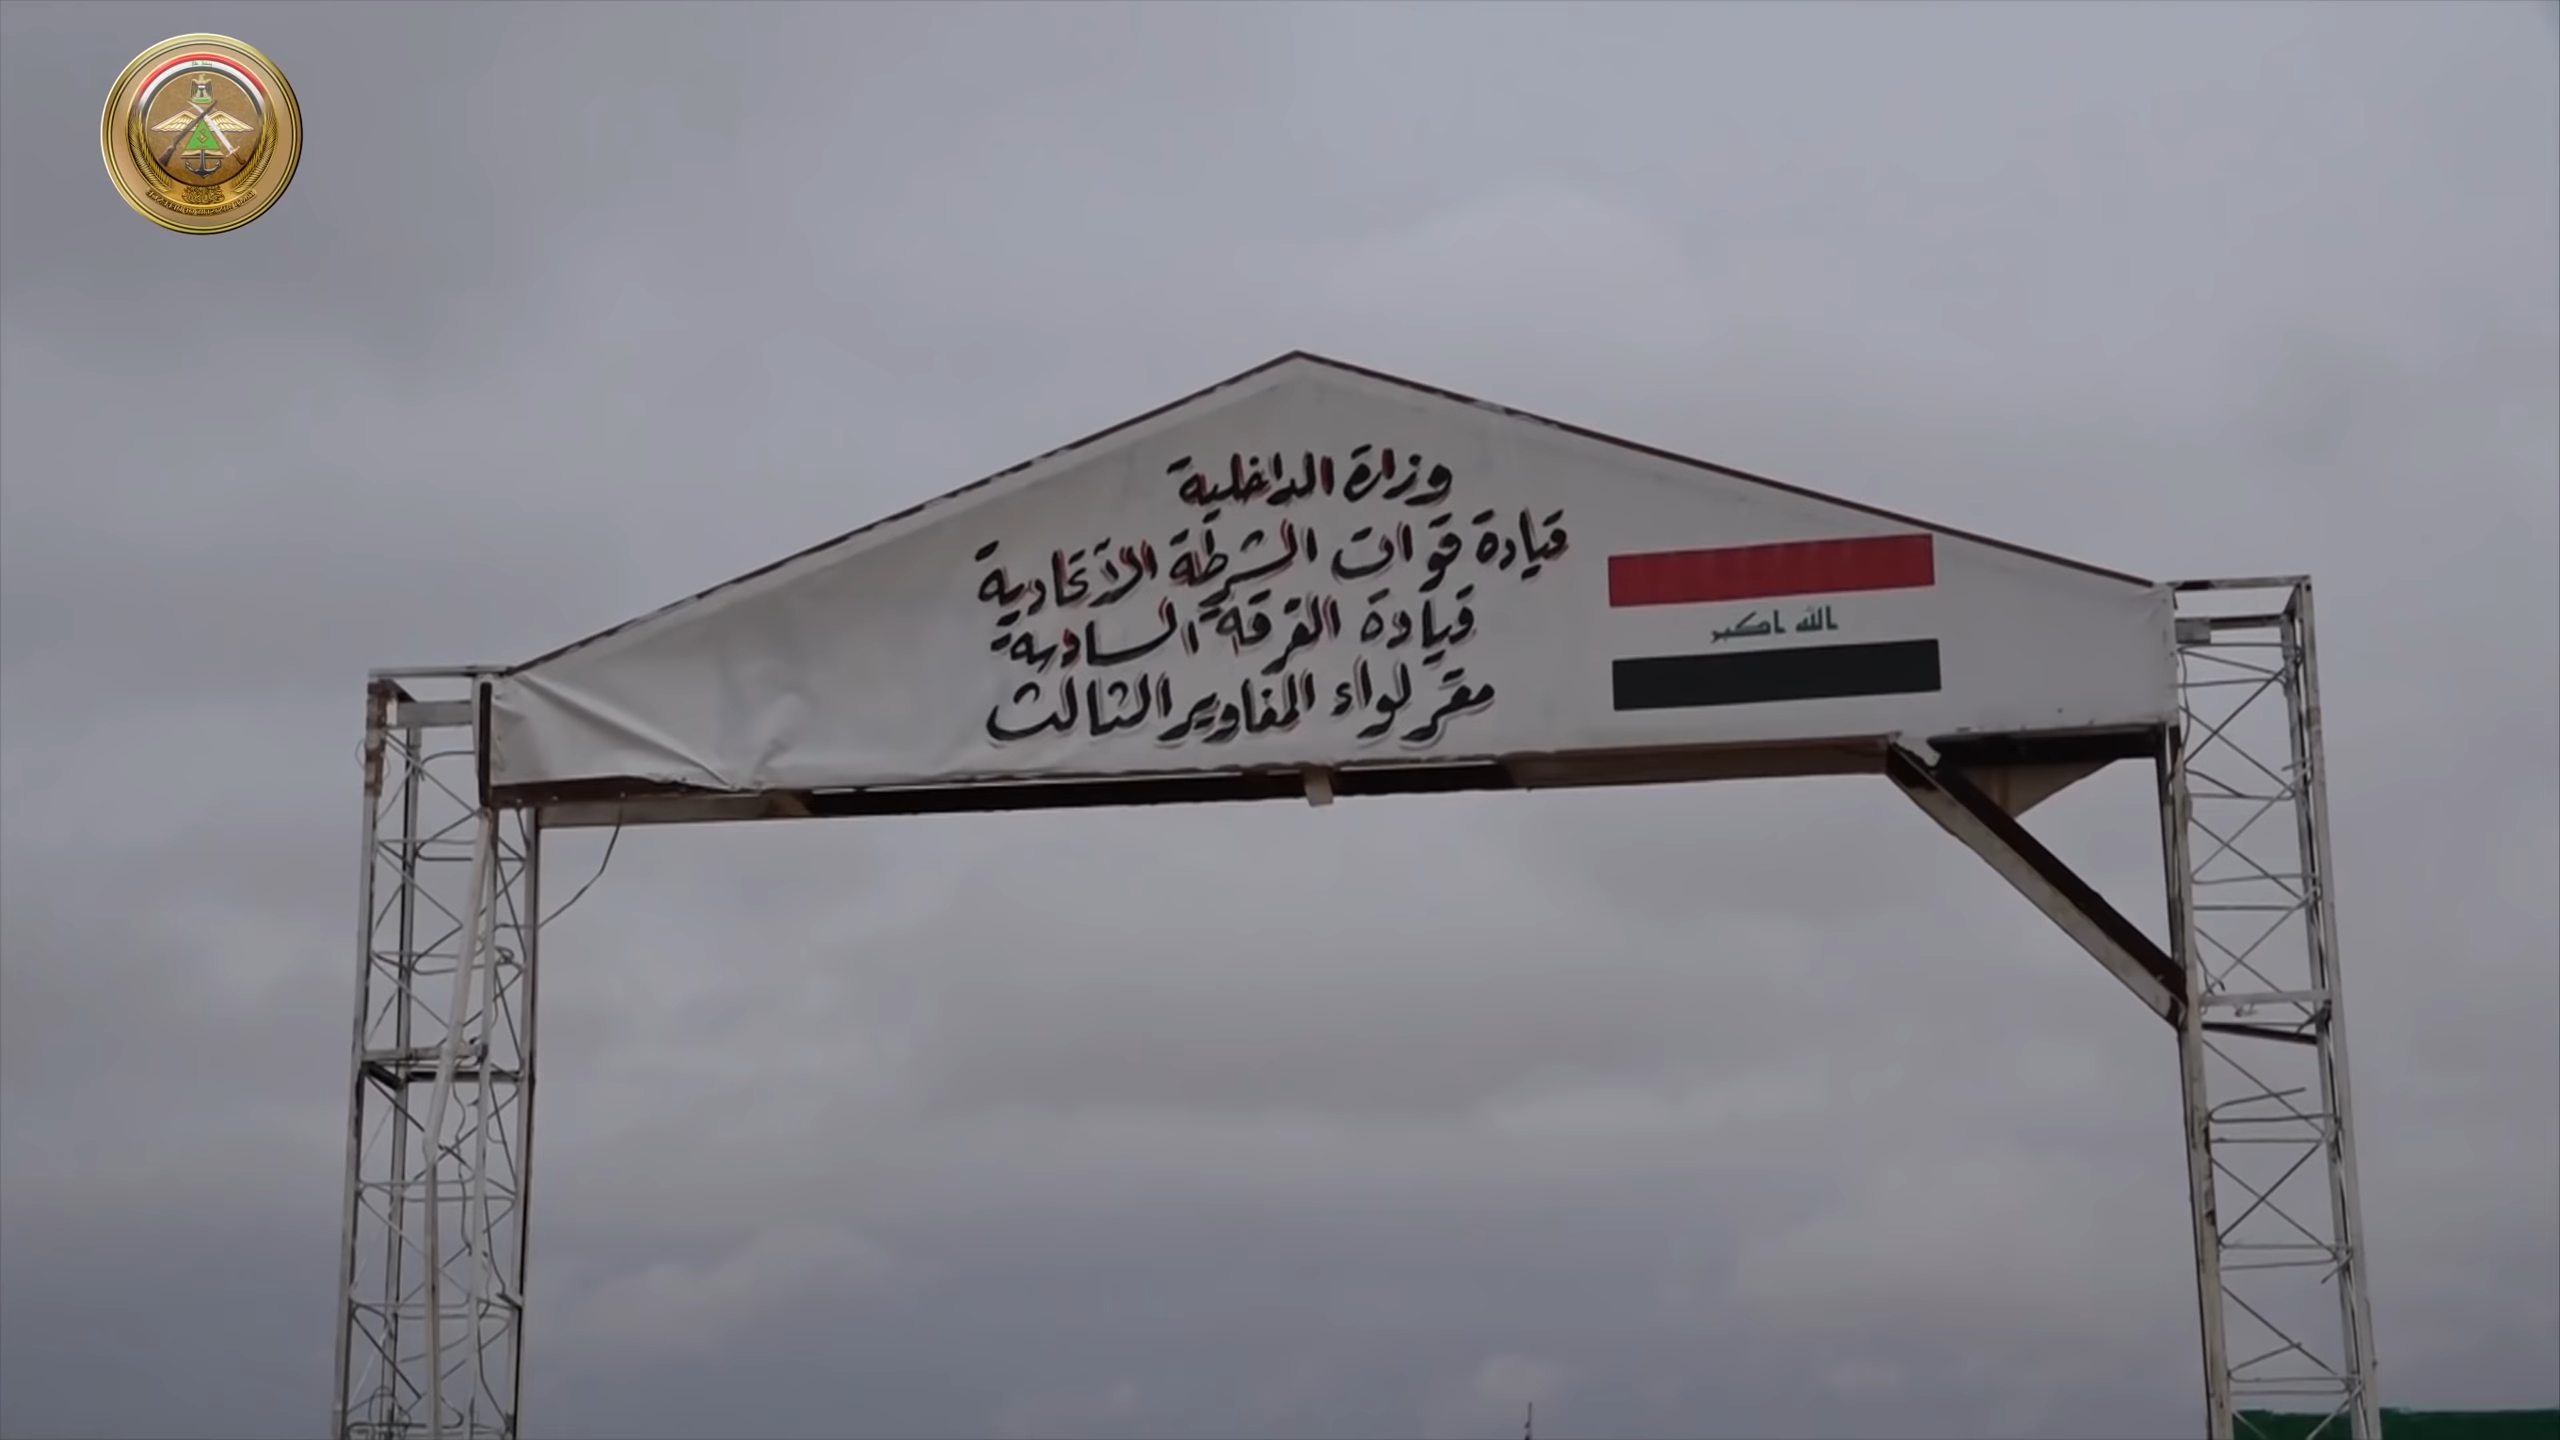 وزارة الداخلية
قيادة قوات الشرطة الاتحادية
قيادة الفرقة السادسة
مقر لواء المغاوير الثالث
الله اكبر